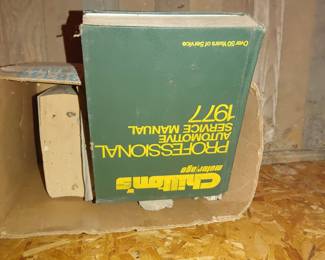 Chilton's
motor/age
PROFESSIONAL
AUTOMOTIVE
SERVICE MANUAL
1977
Over 50 Years of Service